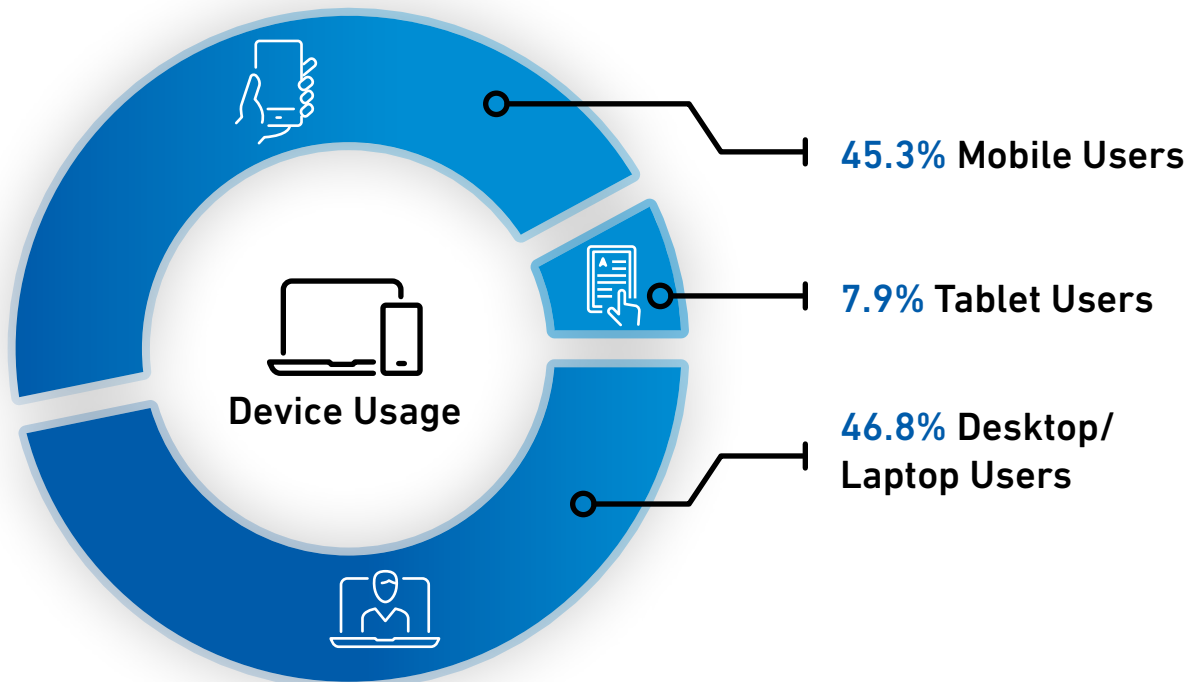 45.3% Mobile Users
7.9% Tablet Users
Device Usage
46.8% Desktop/
Laptop Users
A